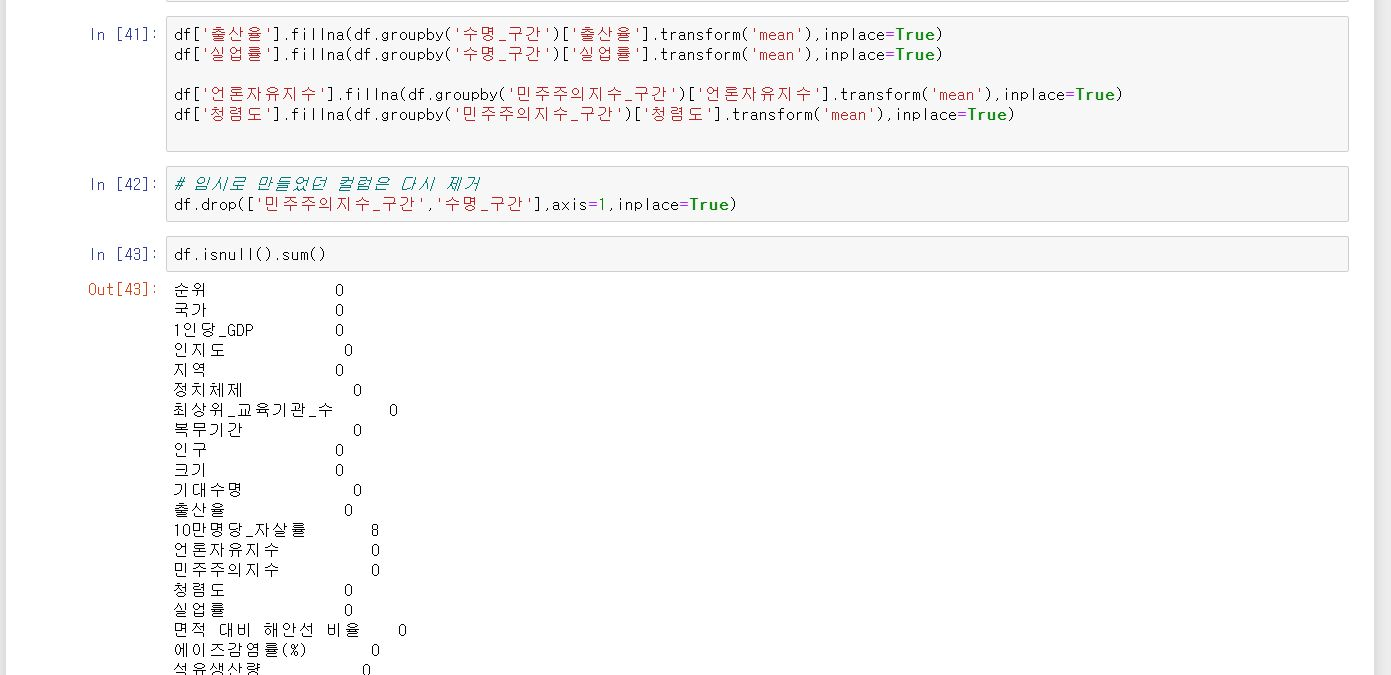 In [41]: df['출산율'].fillna(df.groupby('수명_구간')['출산율'].transform('mean'),inplace=True)
df['실업률'].fillna(df.groupby('수명_구간')['실업률'].transform('mean'),inplace=True)
df['언론자유지수'].fillna(df.groupby('민주주의지수_구간')['언론자유지수'].transform('mean'),inplace=True)
df['청렴도'].fillna(df.groupby('민주주의지수_구간')['청렴도'].transform('mean'),inplace=True)
In [42]: # 임시로 만들었던 컬럼은 다시 제거
df.drop(['민주주의지수_구간','수명_구간'],axis=1,inplace=True)
In [43]: df.isnull().sum()
Out[43]: 순위 0
국가 0
1인당_GDP 0
인지도 0
지역 0
정치체제 0
최상위_교육기관_수 0
복무기간 0
인구 0
크기 0
기대수명 0
출산율 0
10만명당_자살률 8
언론자유지수 0
민주주의지수 0
청렴도 0
실업률 0
면적 대비 해안선 비율 0
에이즈감염률(%) 0
석유생산량 0